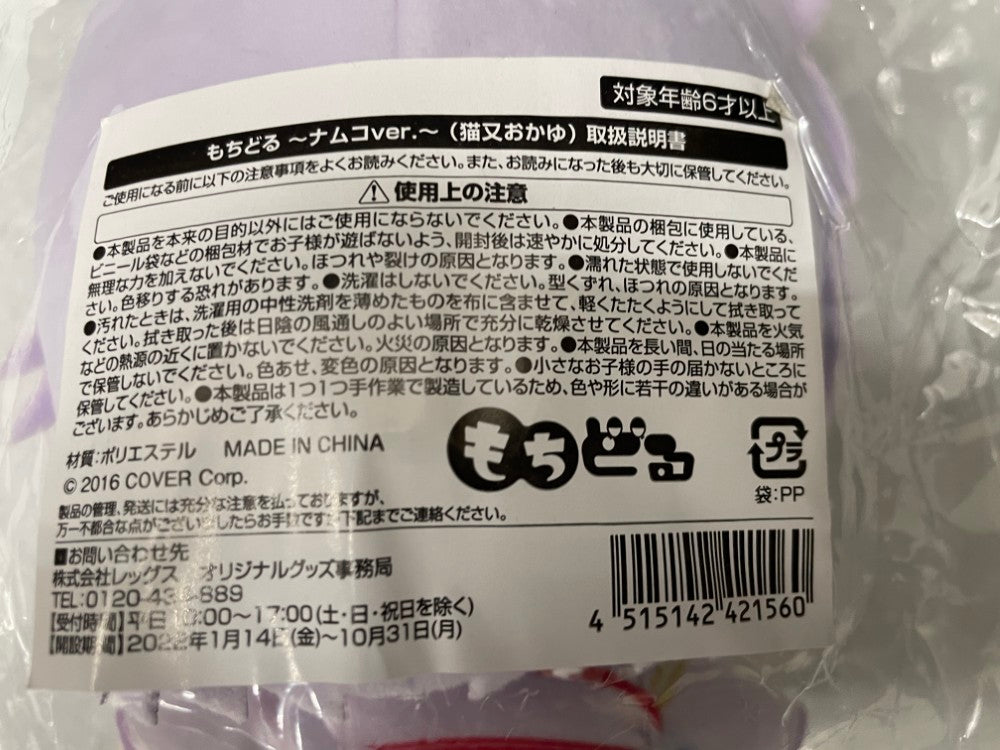 対象年齢6才以上
もちどる ～ナムコver.～（猫又おかゆ）取扱説明書
ご使用になる前に以下の注意事項をよくお読みください。また、お読みになった後も大切に保管してください。
⚠使用上の注意
●本製品を本来の目的以外にはご使用にならないでください。●本製品の梱包に使用している、
ビニール袋などの梱包材でお子様が遊ばないよう、開封後は速やかに処分してください。●本製品に
無理な力を加えないでください。ほつれや裂けの原因となります。●濡れた状態で使用しないでくだ
さい。色移りする恐れがあります。●洗濯はしないでください。型くずれ、ほつれの原因となります。
●汚れたときは、洗濯用の中性洗剤を薄めたものを布に含ませて、軽くたたくようにして拭き取って
ください。拭き取った後は日陰の風通しのよい場所で充分に乾燥させてください。●本製品を火気
などの熱源の近くに置かないでください。火災の原因となります。●本製品を長い間、日の当たる場所
で保管しないでください。色あせ、変色の原因となります。●小さなお子様の手の届かないところに
保管してください。●本製品は1つ1つ手作業で製造しているため、色や形に若干の違いがある場合が
ございます。あらかじめご了承ください。
材質：ポリエステル MADE IN CHINA
© 2016 COVER Corp.
もちどる
プラ
袋：PP
製品の管理、発送には充分な注意を払っておりますが、
万一不都合な点がございましたらお手数ですが下記までご連絡ください。
■お問い合わせ先
株式会社レッグス オリジナルグッズ事務局
TEL：0120-43 -889
【受付時間】平日 :00～17:00（土・日・祝日を除く）
【開設期間】2022年1月14日（金）～10月31日（月）
4 515142 421560